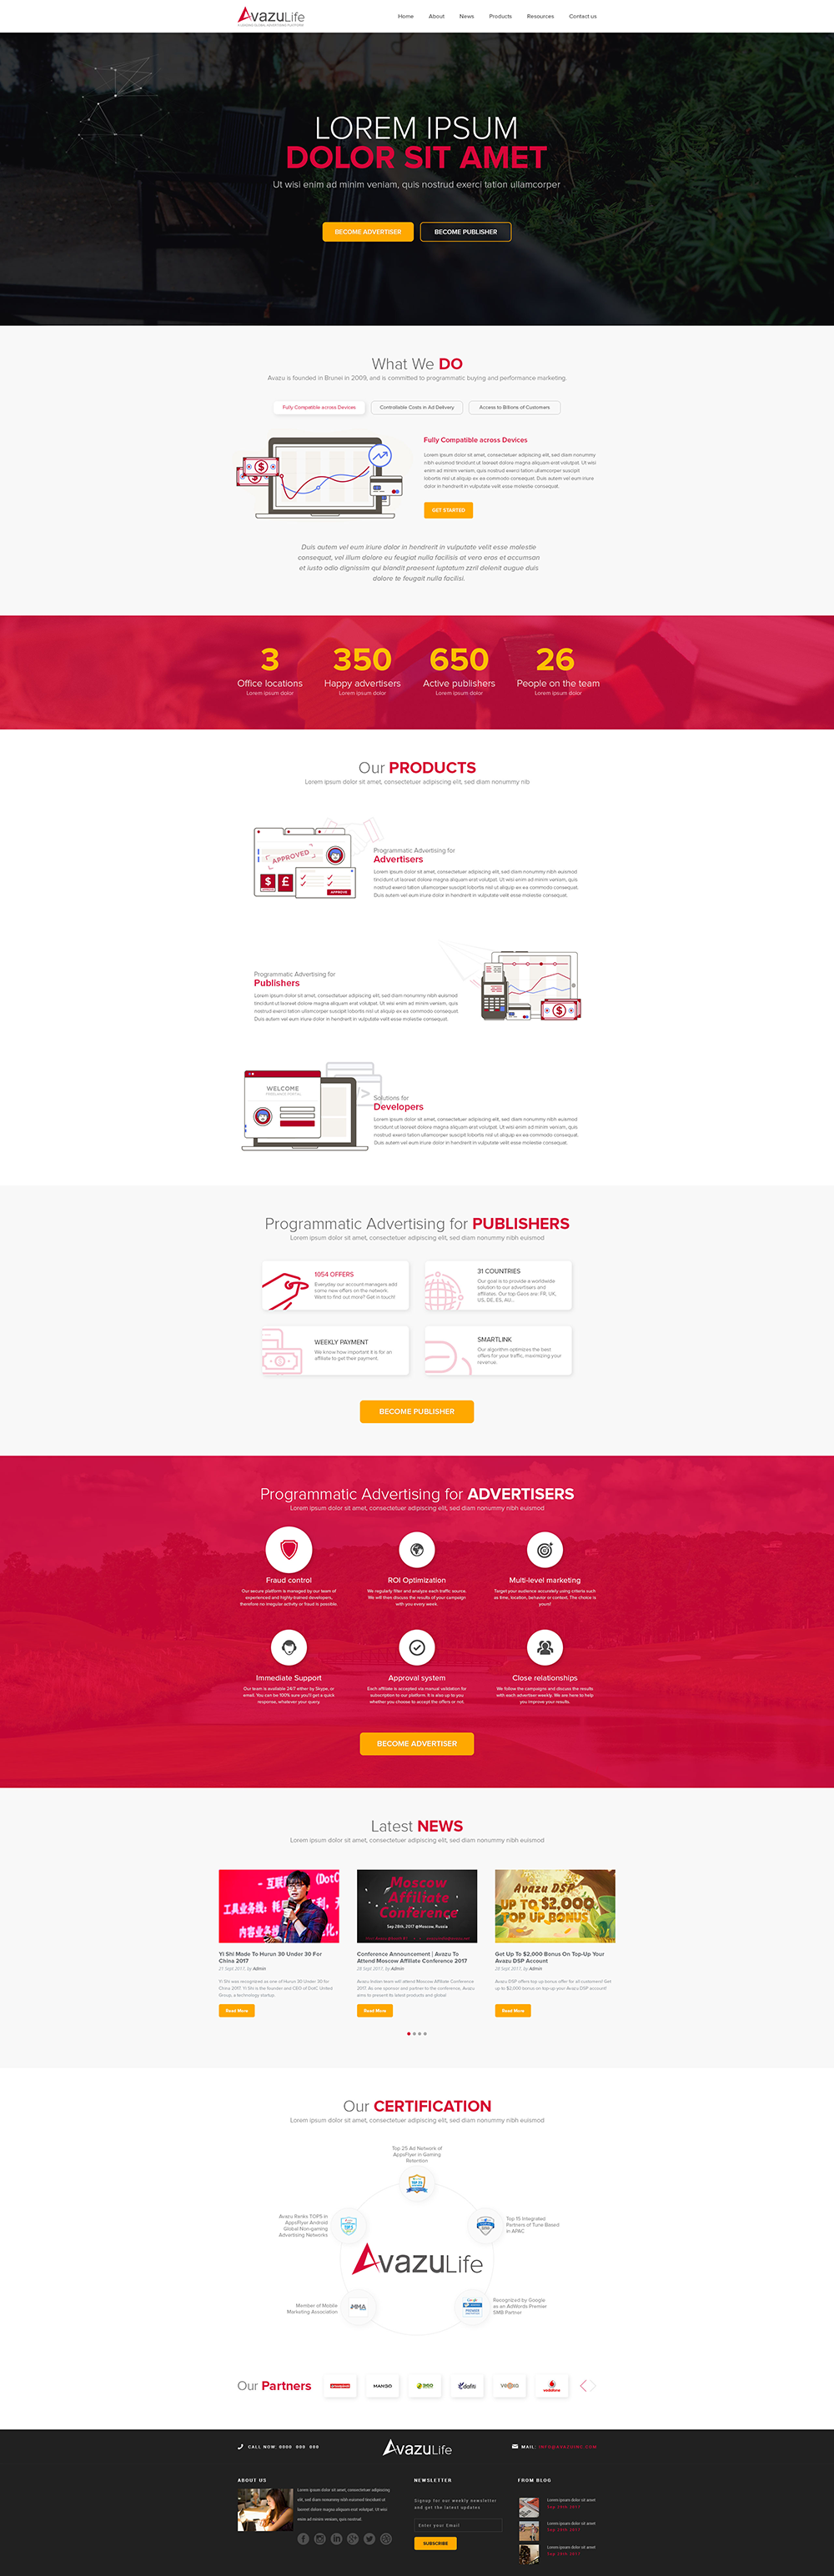 AvazuLife
Home About News Products Resources Contact us
LOREM IPSUM
DOLOR SIT AMET
Ut wisi enim ad minim veniam, quis nostrud exerci tation ullamcorper
BECOME ADVERTISER BECOME PUBLISHER
What We DO
Avazu is founded in Brunei in 2009, and is committed to programmatic buying and performance marketing
Fully Compatible across Devices Controllable Costs in Ad Delivery Access to Billions of Customers
Fully Compatible across Devices
Lorem ipsum dolor sit amet, consectetuer adipiscing elit, sed diam nonummy
nibh euismod tincidunt ut laoreet dolore magna aliquam erat volutpat. Ut wisi
enim ad minim veniam, quis nostrud exerci tation ullamcorper suscipit
lobortis nisl ut aliquip ex ea commodo consequat. Duis autem vel eum iriure
dolor in hendrerit in vulputate velit esse molestie consequat.
GET STARTED
Duis autem vel eum iriure dolor in hendrerit in vulputate velit esse molestie
consequat, vel illum dolore eu feugiat nulla facilisis at vero eros et accumsan
et iusto odio dignissim qui blandit praesent luptatum zzril delenit augue duis
dolore te feugait nulla facilisi.
3 350 650 26
Office locations Happy advertisers Active publishers People on the team
Lorem ipsum dolor Lorem ipsum dolor Lorem ipsum dolor Lorem ipsum dolor
Our PRODUCTS
Lorem ipsum dolor sit amet, consectetuer adipiscing elit, sed diam nonummy nib
APPROVED
$ £
APPROVE
Programmatic Advertising for
Advertisers
Lorem ipsum dolor sit amet, consectetuer adipiscing elit, sed diam nonummy nibh euismod
tincidunt ut laoreet dolore magna aliquam erat volutpat. Ut wisi enim ad minim veniam, quis
nostrud exerci tation ullamcorper suscipit lobortis nisl ut aliquip ex ea commodo consequat.
Duis autem vel eum iriure dolor in hendrerit in vulputate velit esse molestie consequat.
Programmatic Advertising for
Publishers
Lorem ipsum dolor sit amet, consectetuer adipiscing elit, sed diam nonummy nibh euismod
tincidunt ut laoreet dolore magna aliquam erat volutpat. Ut wisi enim ad minim veniam, quis
nostrud exerci tation ullamcorper suscipit lobortis nisl ut aliquip ex ea commodo consequat.
Duis autem vel eum iriure dolor in hendrerit in vulputate velit esse molestie consequat.
WELCOME
FREELANCE PORTAL
Solutions for
Developers
Lorem ipsum dolor sit amet, consectetuer adipiscing elit, sed diam nonummy nibh euismod
tincidunt ut laoreet dolore magna aliquam erat volutpat. Ut wisi enim ad minim veniam, quis
nostrud exerci tation ullamcorper suscipit lobortis nisl ut aliquip ex ea commodo consequat.
Duis autem vel eum iriure dolor in hendrerit in vulputate velit esse molestie consequat.
Programmatic Advertising for PUBLISHERS
Lorem ipsum dolor sit amet, consectetuer adipiscing elit, sed diam nonummy nibh euismod
1054 OFFERS
Everyday our account managers add
some new offers on the network.
Want to find out more? Get in touch!
31 COUNTRIES
Our goal is to provide a worldwide
solution to our advertisers and
affiliates. Our top Geos are: FR, UK,
US, DE, ES, AU...
WEEKLY PAYMENT
We know how important it is for an
affiliate to get their payment.
SMARTLINK
Our algorithm optimizes the best
offers for your traffic, maximizing your
revenue.
BECOME PUBLISHER
Programmatic Advertising for ADVERTISERS
Lorem ipsum dolor sit amet, consectetuer adipiscing elit, sed diam nonummy nibh euismod
Fraud control
Our secure platform is managed by our team of
experienced and highly-trained developers,
therefore no irregular activity or fraud is possible.
ROI Optimization
We regularly filter and analyse each traffic source.
We will then discuss the results of your campaign
with you every week.
Multi-level marketing
Target your audience accurately using criteria such
as time, location, behavior or content. The choice is
yours!
Immediate Support
Our team is available 24/7 either by Skype, or
email. You can be 100% sure you'll get a quick
response, whatever your query.
Approval system
Each affiliate is accepted via manual validation for
subscription to our platform. It is also up to you
whether you choose to accept the offers or not.
Close relationships
We follow the campaigns and discuss the results
with each advertiser weekly. We are here to help
you improve your results.
BECOME ADVERTISER
Latest NEWS
Lorem ipsum dolor sit amet, consectetuer adipiscing elit, sed diam nonummy nibh euismod
Moscow
Affiliate
Conference
Sep 28th, 2017 @Moscow, Russia
Avazu DSP
UP TO $2,000
TOP UP BONUS
Yi Shi Made To Hurun 30 Under 30 For
China 2017
21 Sept 2017, by Admin
Yi Shi was recognized as one of Hurun 30 Under 30 for
China 2017. Yi Shi is the founder and CEO of DotC United
Group, a technology startup.
Read More
Conference Announcement | Avazu To
Attend Moscow Affiliate Conference 2017
28 Sept 2017, by Admin
Avazu Indian team will attend Moscow Affiliate Conference
2017. As one sponsor and partner to the conference, Avazu
aims to present its latest products and global
Read More
Get Up To $2,000 Bonus On Top-Up Your
Avazu DSP Account
28 Sept 2017, by Admin
Avazu DSP offers top up bonus offer for all customers! Get
up to $2,000 bonus on top up your Avazu DSP account!
Read More
Our CERTIFICATION
Lorem ipsum dolor sit amet, consectetuer adipiscing elit, sed diam nonummy nibh euismod
Top 25 Ad Network of
AppsFlyer in Gaming
Retention
Avazu Ranks TOP5 in
AppsFlyer Android
Global Non-gaming
Advertising Networks
Top 15 Integrated
Partners of Tune Based
in APAC
AvazuLife
Member of Mobile
Marketing Association
MMA
Recognized by Google
as an AdWords Premier
SMB Partner
Our Partners
MANGO
dafiti
vodafone
CALL NOW: 0000 000 000
AvazuLife
MAIL:
ABOUT US
Lorem ipsum dolor sit amet, consectetuer adipiscing
elit, sed diam nonummy nibh euismod tincidunt ut
laoreet dolore magna aliquam erat volutpat. Ut wisi
enim ad minim veniam, quis nostrud.
NEWSLETTER
Signup for our weekly newsletter
and get the latest updates
Enter your Email
SUBSCRIBE
FROM BLOG
Lorem ipsum dolor sit amet
Sep 20th 2017
Lorem ipsum dolor sit amet
Sep 20th 2017
Lorem ipsum dolor sit amet
Sep 20th 2017